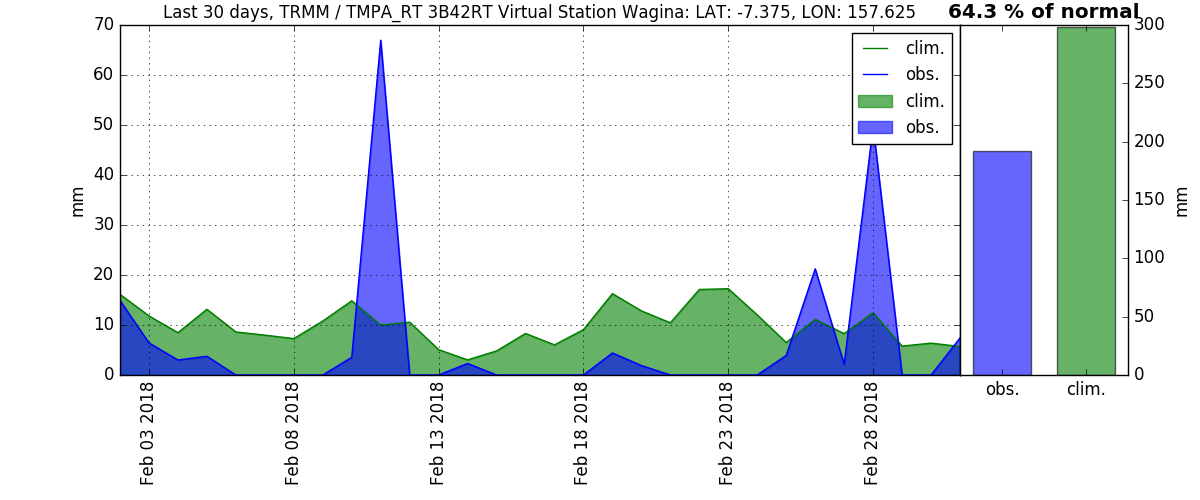 Last 30 days, TRMM / TMPA_RT 3B42RT Virtual Station Wagina: LAT: -7.375, LON: 157.625
64.3 % of normal
70
60
50
40
30
20
10
0
mm
clim.
obs.
clim.
obs.
Feb 03 2018
Feb 08 2018
Feb 13 2018
Feb 18 2018
Feb 23 2018
Feb 28 2018
300
250
200
150
100
50
0
mm
obs.
clim.